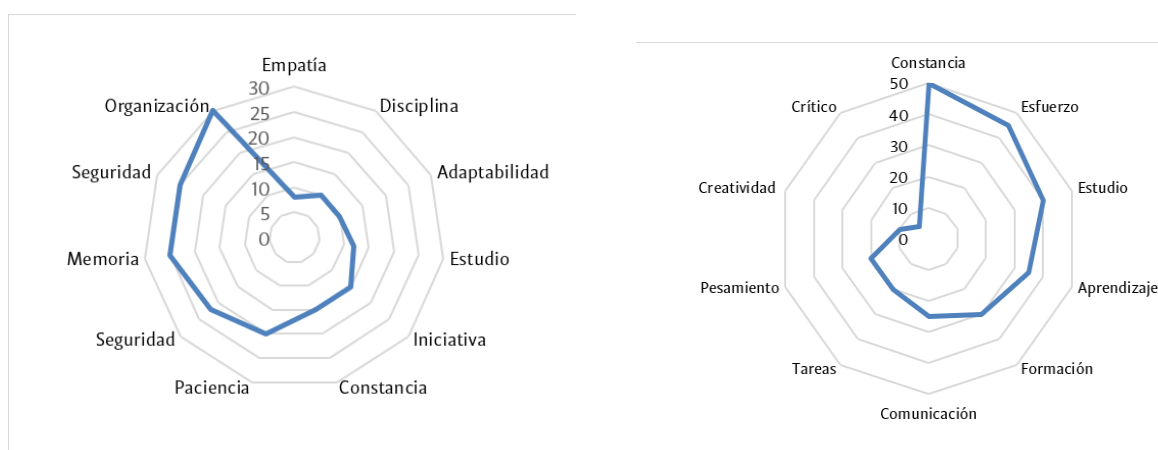 Empatía
Disciplina
Adaptabilidad
Estudio
Iniciativa
Constancia
Paciencia
Seguridad
Memoria
Seguridad
Organización
30
25
20
15
10
5
0
Constancia
Esfuerzo
Estudio
Aprendizaje
Formación
Comunicación
Tareas
Pesamiento
Creatividad
Crítico
50
40
30
20
10
0